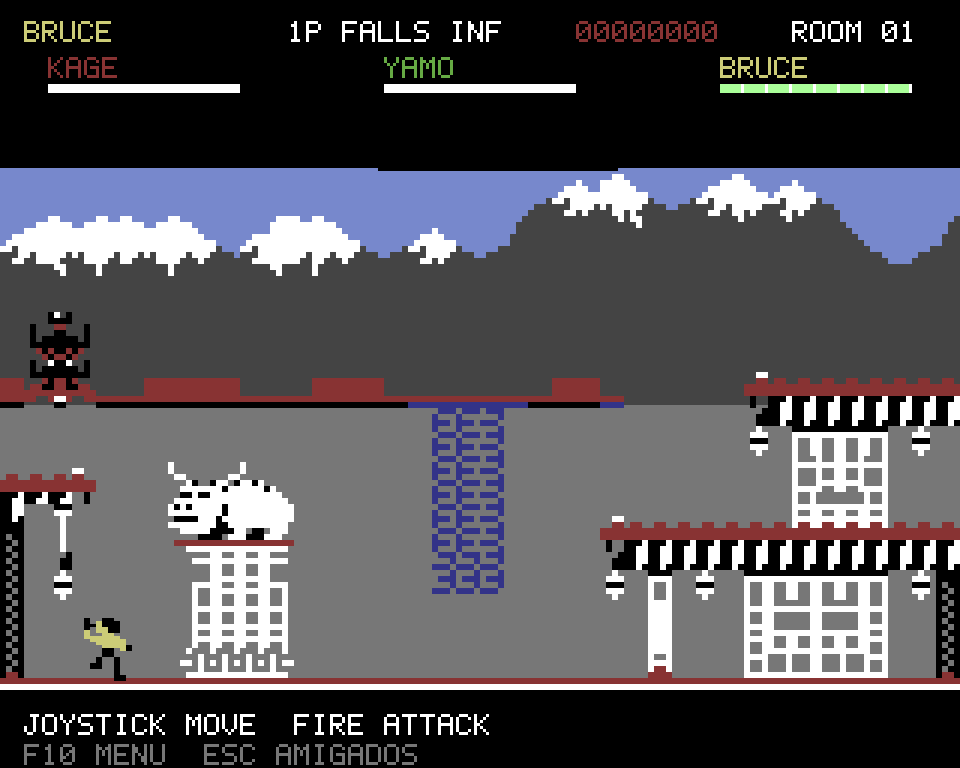 BRUCE 1P FALLS INF 00000000 ROOM 01
KAGE YAMO BRUCE
JOYSTICK MOVE FIRE ATTACK
F10 MENU ESC AMIGADOS